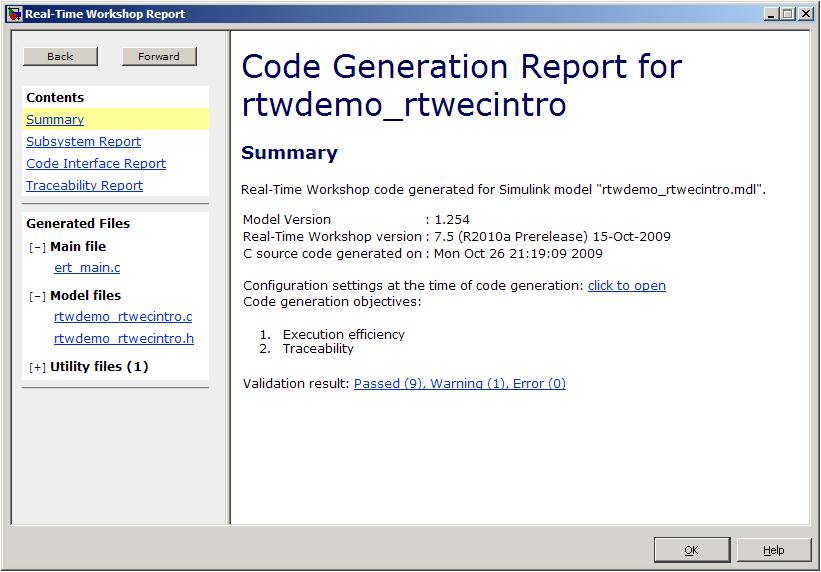 Real-Time Workshop Report
Back
Forward
Contents
Summary
Subsystem Report
Code Interface Report
Traceability Report
Generated Files
[-] Main file
ert_main.c
[-] Model files
rtwdemo_rtwecintro.c
rtwdemo_rtwecintro.h
[+] Utility files (1)
Code Generation Report for
rtwdemo_rtwecintro
Summary
Real-Time Workshop code generated for Simulink model "rtwdemo_rtwecintro.mdl".
Model Version : 1.254
Real-Time Workshop version : 7.5 (R2010a Prerelease) 15-Oct-2009
C source code generated on : Mon Oct 26 21:19:09 2009
Configuration settings at the time of code generation: click to open
Code generation objectives:
1. Execution efficiency
2. Traceability
Validation result: Passed (9), Warning (1), Error (0)
OK
Help